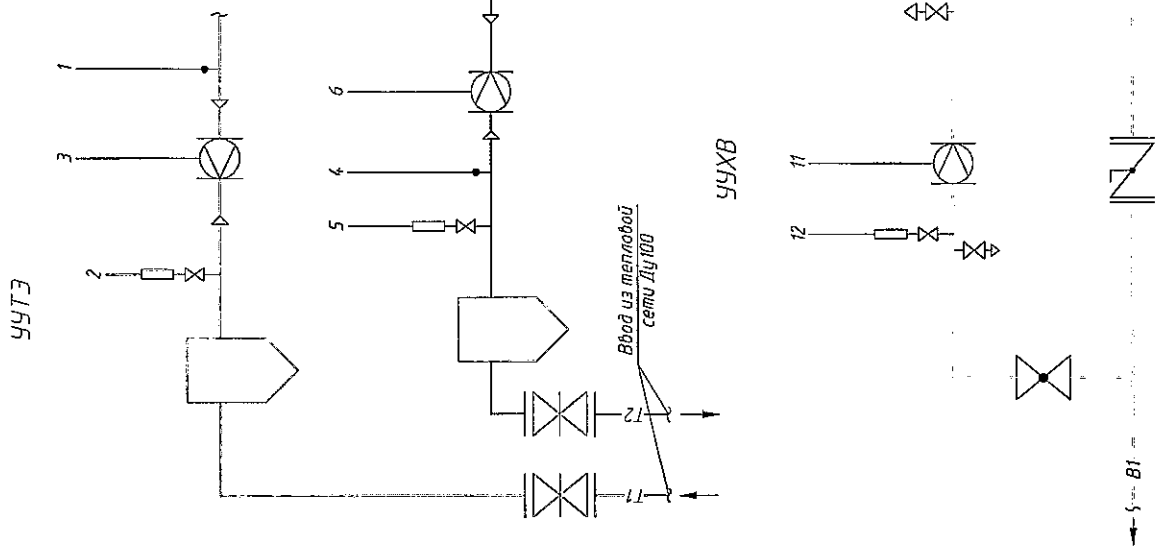 УУТЭ
1
3
2
6
4
5
Ввод из тепловой
сети Ду100
Т2
Т1
УУХВ
11
12
В1